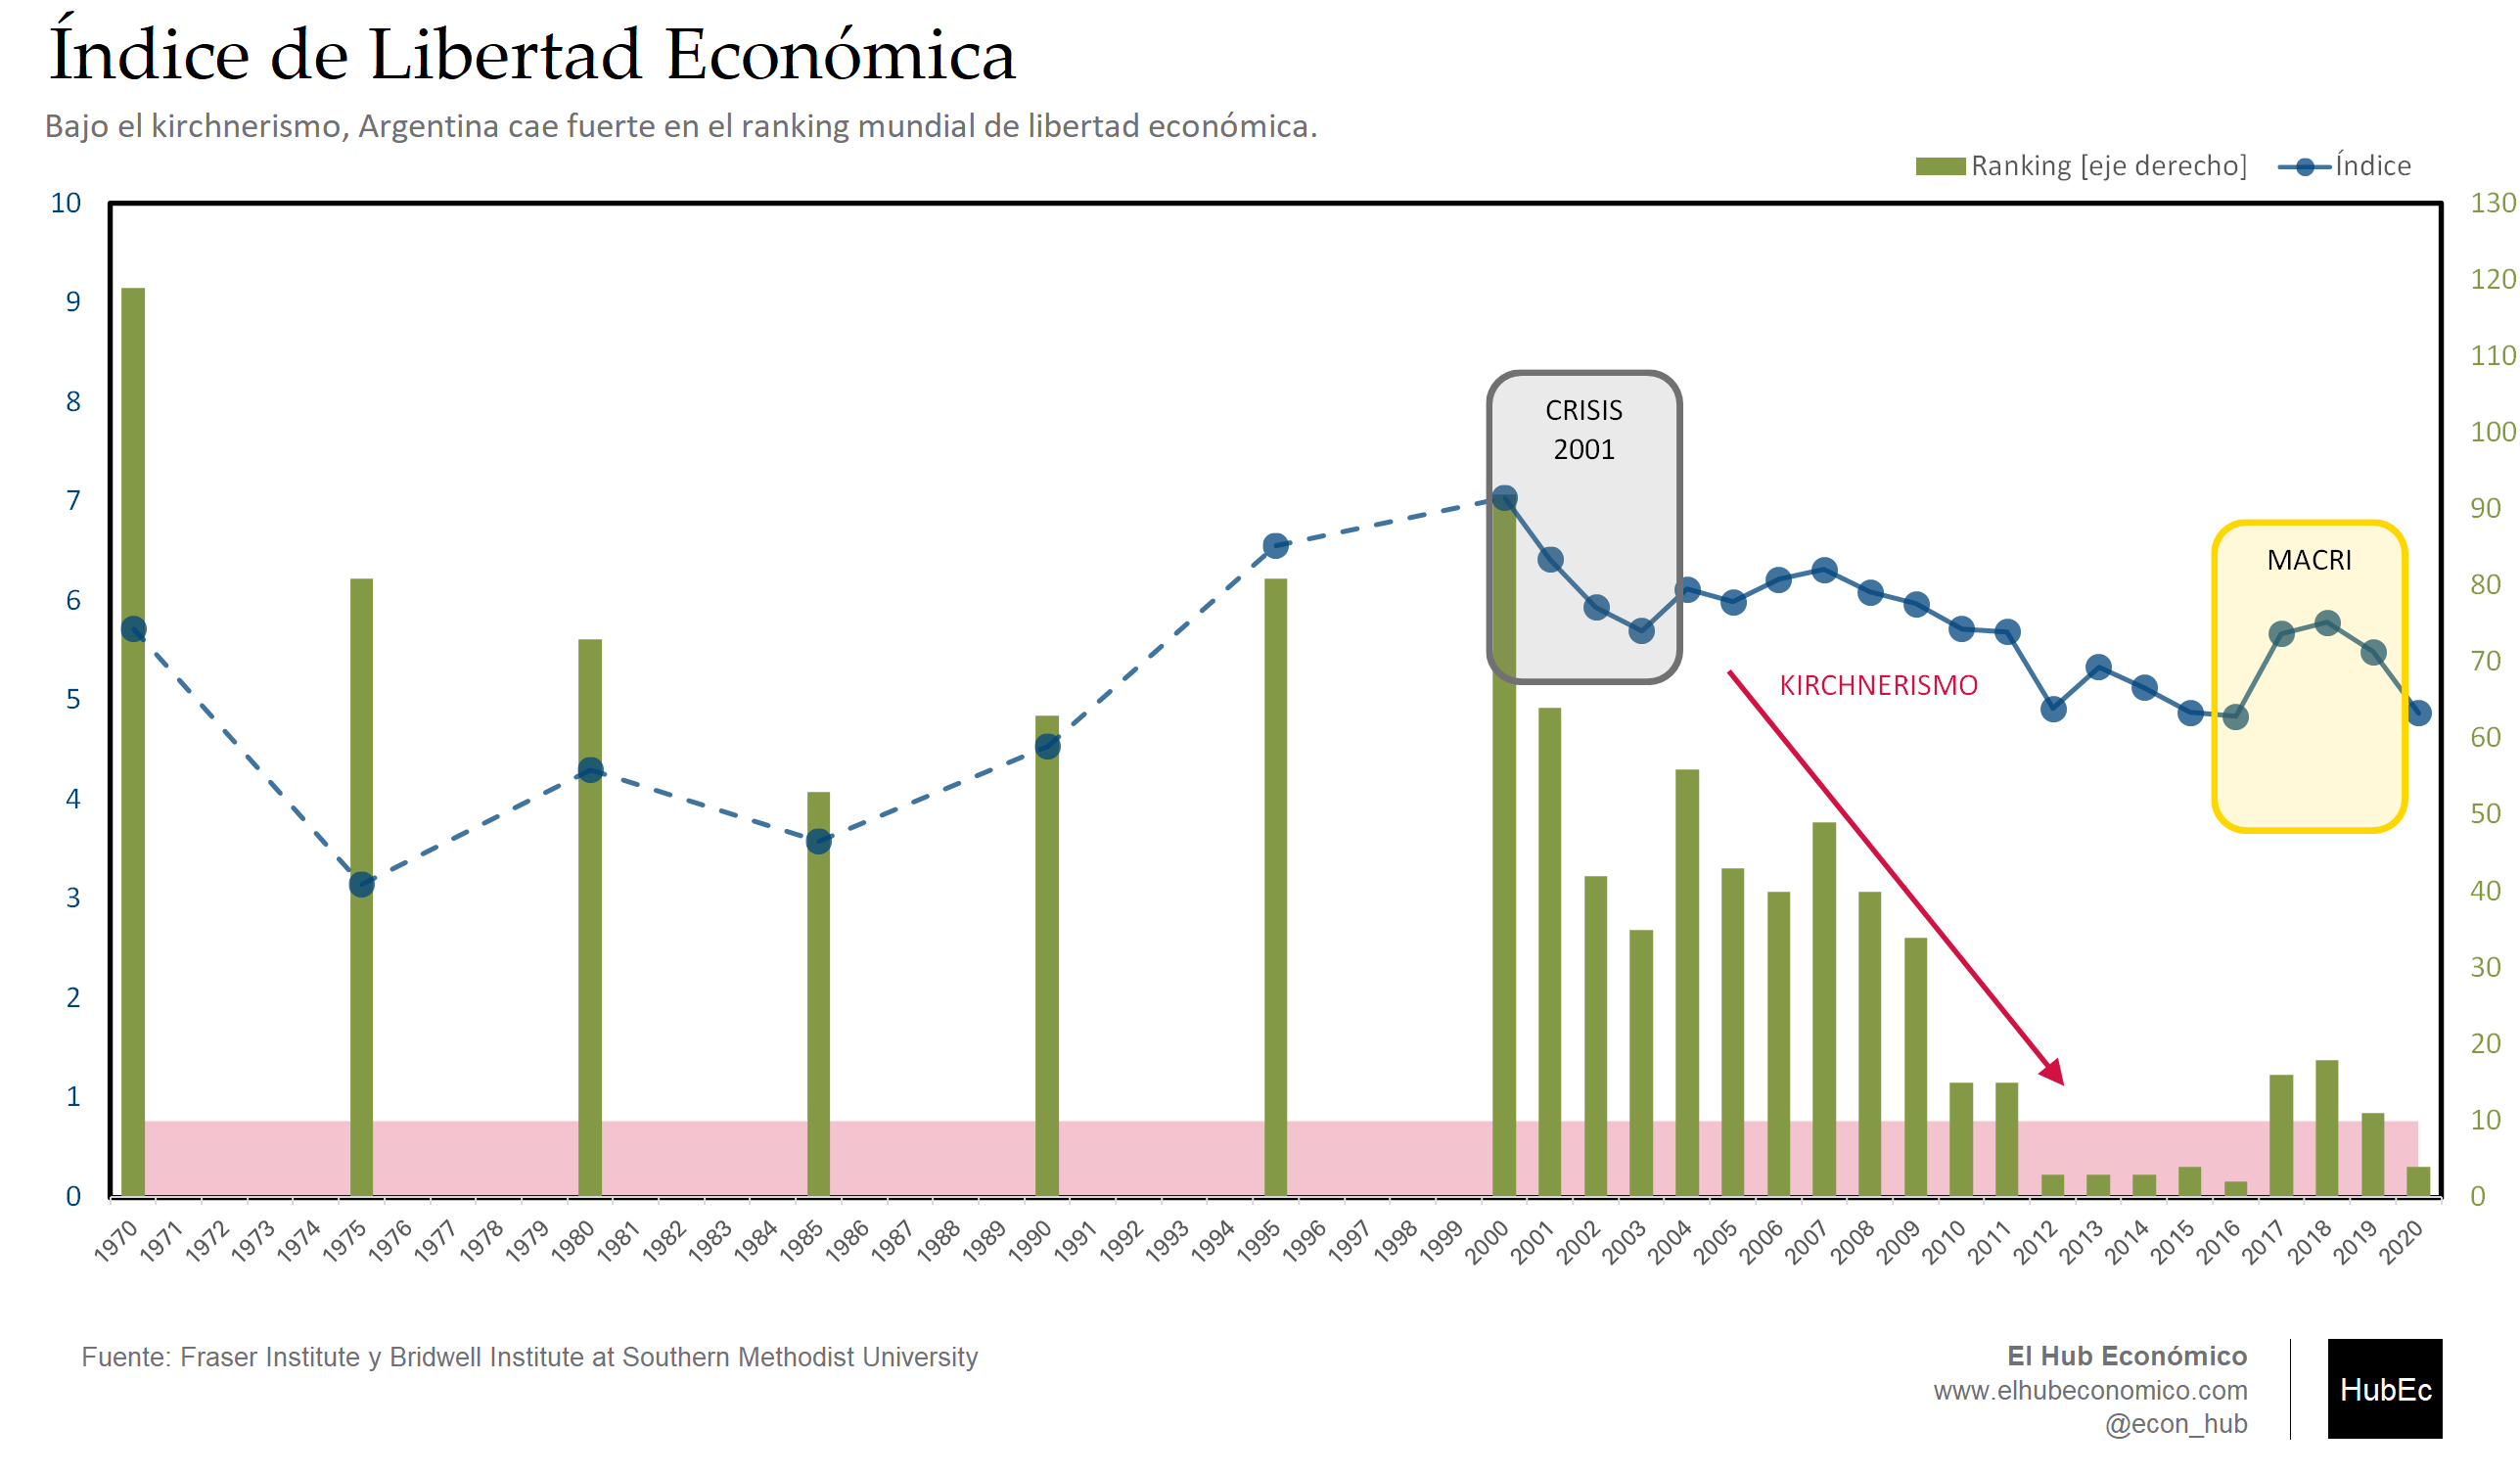 Índice de Libertad Económica
Bajo el kirchnerismo, Argentina cae fuerte en el ranking mundial de libertad económica.
Ranking [eje derecho] Índice
10
9
8
7
6
5
4
3
2
1
0
130
120
110
100
90
80
70
60
50
40
30
20
10
0
CRISIS
2001
MACRI
KIRCHNERISMO
1970 1971 1972 1973 1974 1975 1976 1977 1978 1979 1980 1981 1982 1983 1984 1985 1986 1987 1988 1989 1990 1991 1992 1993 1994 1995 1996 1997 1998 1999 2000 2001 2002 2003 2004 2005 2006 2007 2008 2009 2010 2011 2012 2013 2014 2015 2016 2017 2018 2019 2020
Fuente: Fraser Institute y Bridwell Institute at Southern Methodist University
El Hub Económico
www.elhubeconomico.com
@econ_hub
HubEc